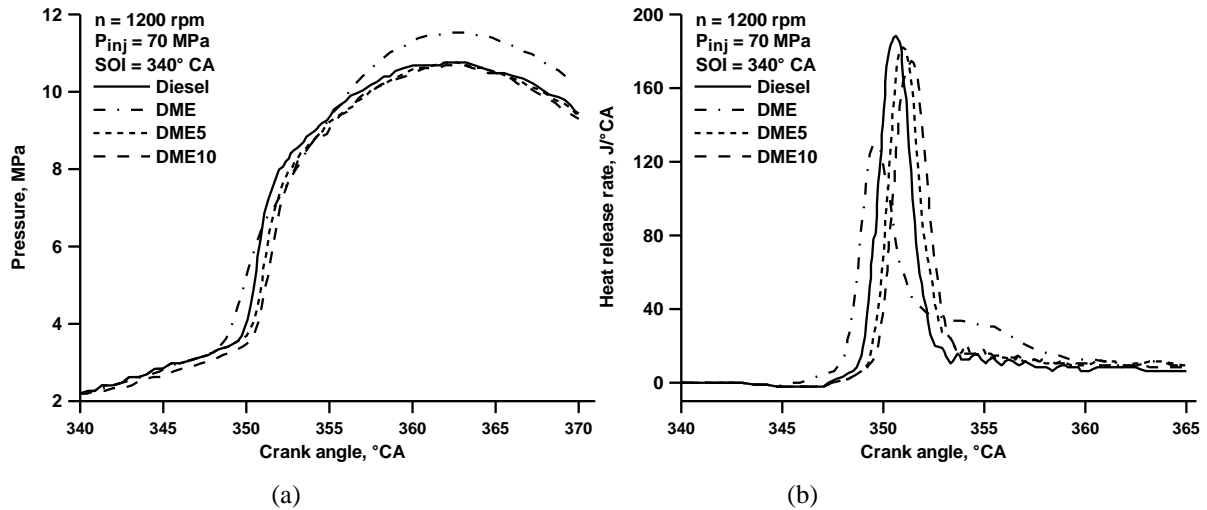 12
10
8
6
4
2
Pressure, MPa
n = 1200 rpm
Pinj = 70 MPa
SOI = 340° CA
Diesel
DME
DME5
DME10
340
345
350
355
360
365
370
Crank angle, °CA
(a)
200
160
120
80
40
0
Heat release rate, J/°CA
n = 1200 rpm
Pinj = 70 MPa
SOI = 340° CA
Diesel
DME
DME5
DME10
340
345
350
355
360
365
Crank angle, °CA
(b)